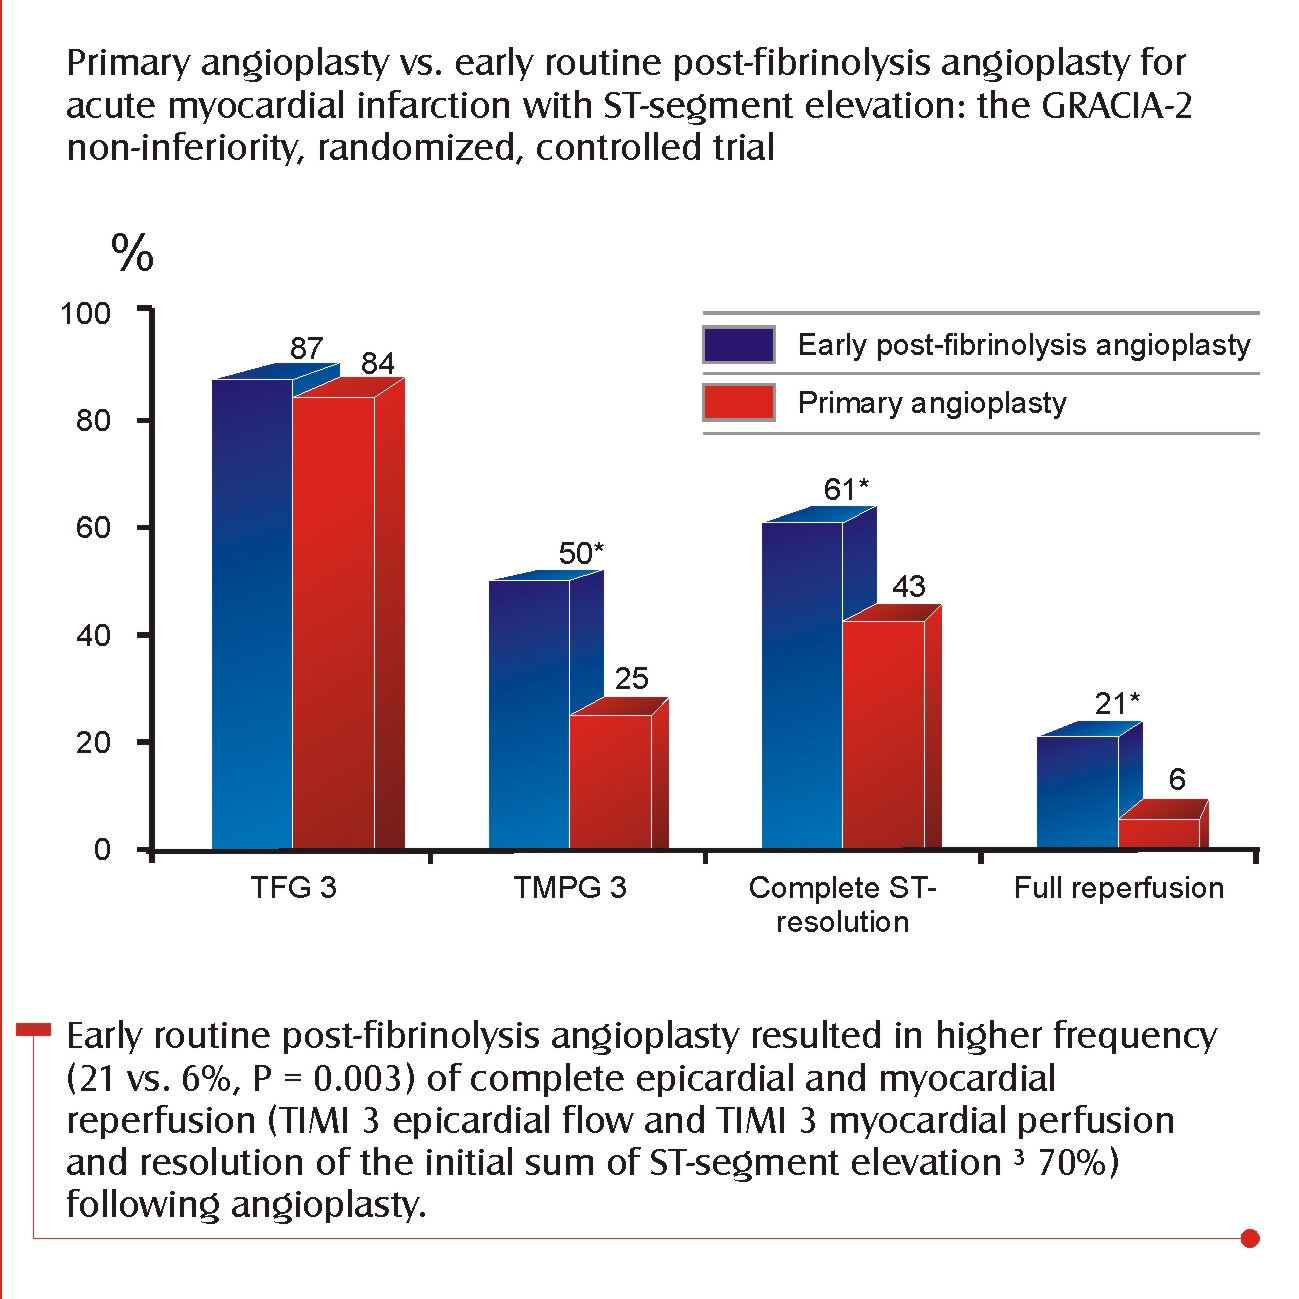 Primary angioplasty vs. early routine post-fibrinolysis angioplasty for
acute myocardial infarction with ST-segment elevation: the GRACIA-2
non-inferiority, randomized, controlled trial
%
100
80
60
40
20
0
Early post-fibrinolysis angioplasty
Primary angioplasty
87
84
50*
25
61*
43
21*
6
TFG 3
TMPG 3
Complete ST-
resolution
Full reperfusion
Early routine post-fibrinolysis angioplasty resulted in higher frequency
(21 vs. 6%, P = 0.003) of complete epicardial and myocardial
reperfusion (TIMI 3 epicardial flow and TIMI 3 myocardial perfusion
and resolution of the initial sum of ST-segment elevation ³ 70%)
following angioplasty.